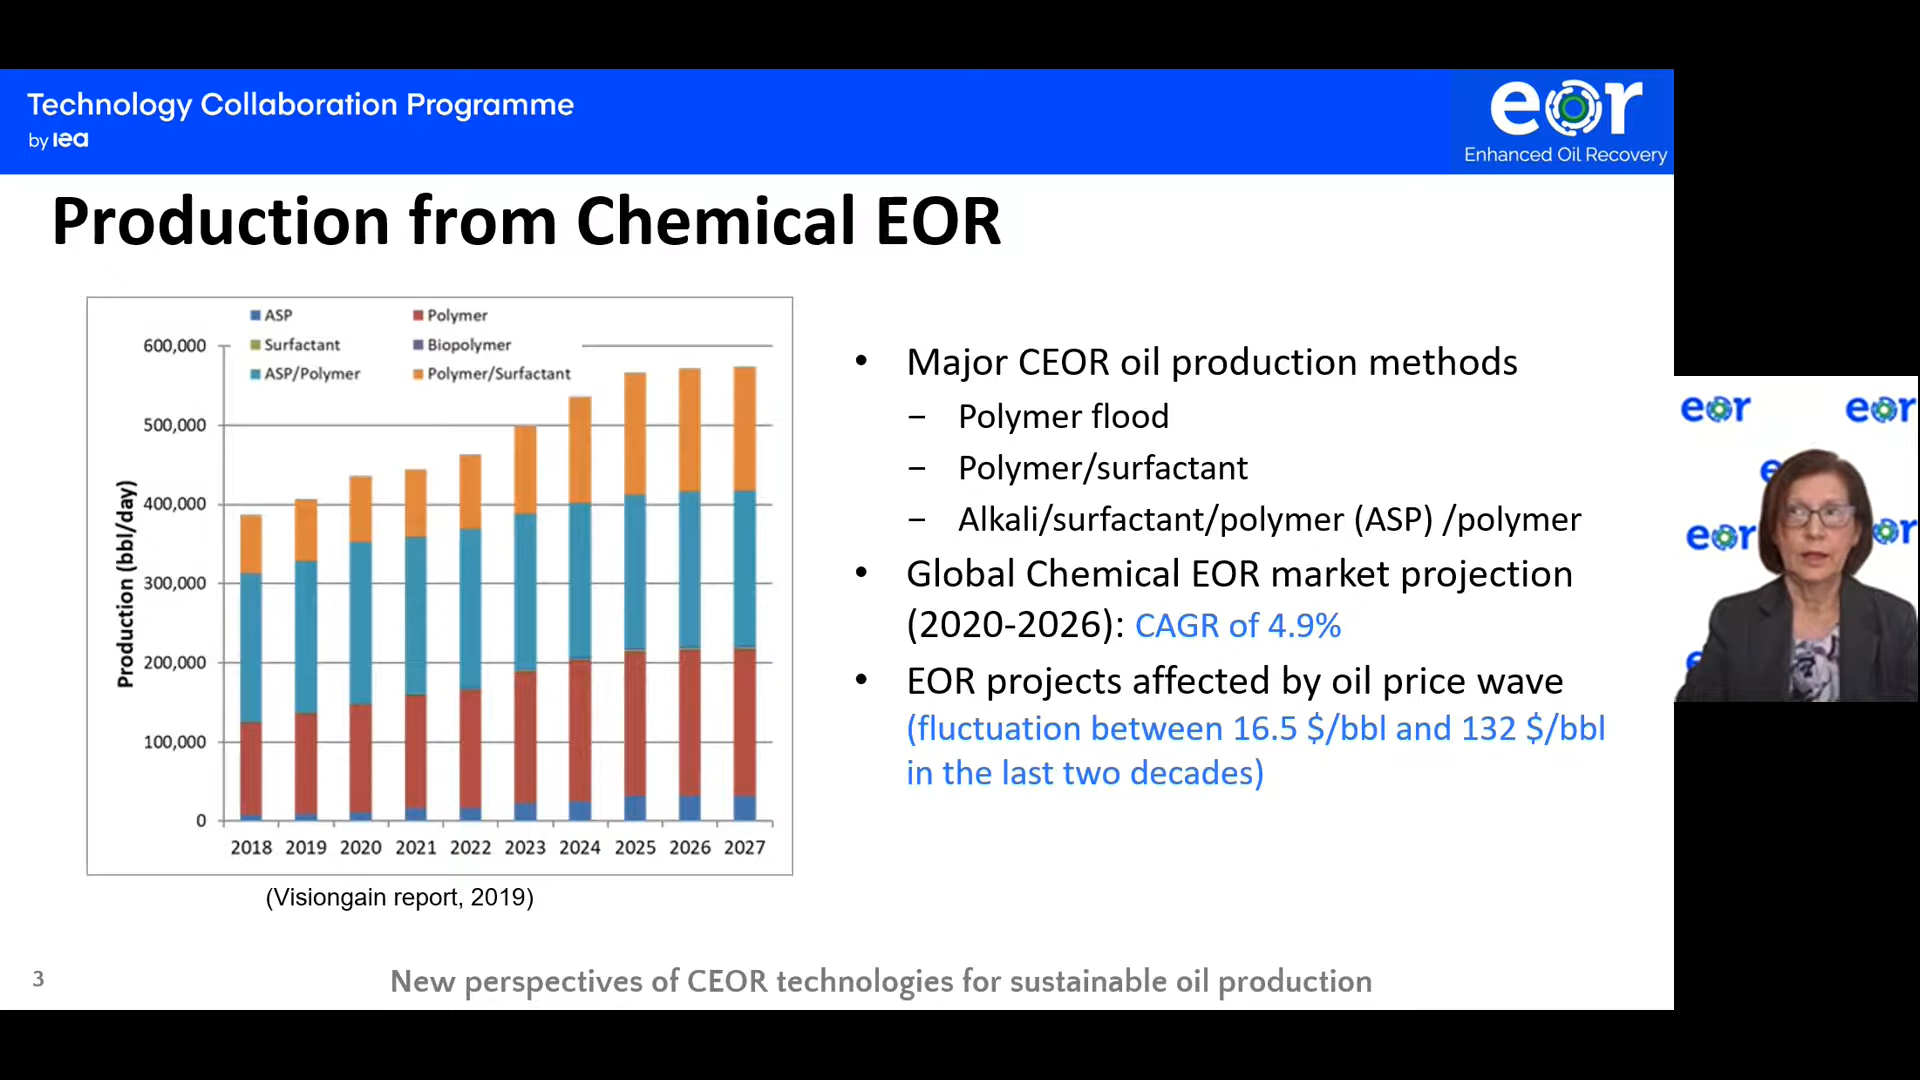 Technology Collaboration Programme
by iea
eor
Enhanced Oil Recovery
Production from Chemical EOR
ASP
Polymer
Surfactant
Biopolymer
ASP/Polymer
Polymer/Surfactant
Production (bbl/day)
600,000
500,000
400,000
300,000
200,000
100,000
0
2018 2019 2020 2021 2022 2023 2024 2025 2026 2027
(Visiongain report, 2019)
• Major CEOR oil production methods
– Polymer flood
– Polymer/surfactant
– Alkali/surfactant/polymer (ASP) /polymer
• Global Chemical EOR market projection
(2020-2026): CAGR of 4.9%
• EOR projects affected by oil price wave
(fluctuation between 16.5 $/bbl and 132 $/bbl
in the last two decades)
eor
eor
eor
3
New perspectives of CEOR technologies for sustainable oil production